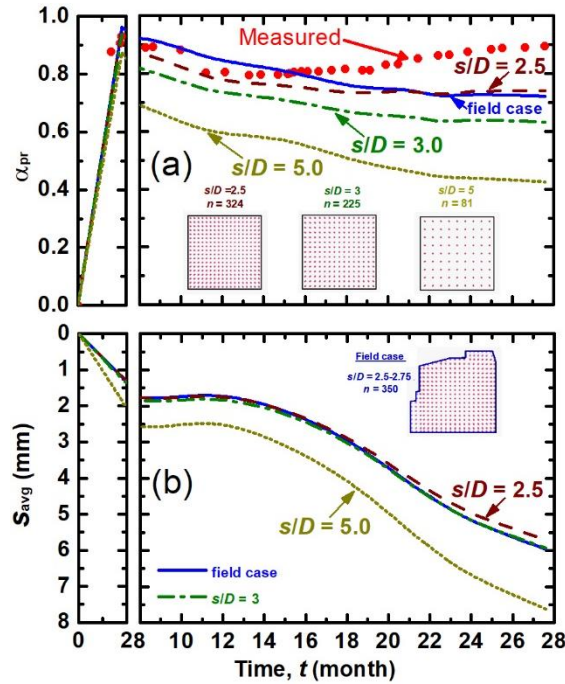 1.0
0.8
0.6
0.4
0.2
0.0
αpr
Measured
s/D = 2.5
field case
s/D = 3.0
s/D = 5.0
(a)
s/D =2.5
n = 324
s/D = 3
n = 225
s/D = 5
n = 81
0
1
2
3
4
5
6
7
8
savg (mm)
Field case
s/D = 2.5-2.75
n = 350
(b)
s/D = 2.5
s/D = 5.0
field case
s/D = 3
0 28 10 12 14 16 18 20 22 24 26 28
Time, t (month)